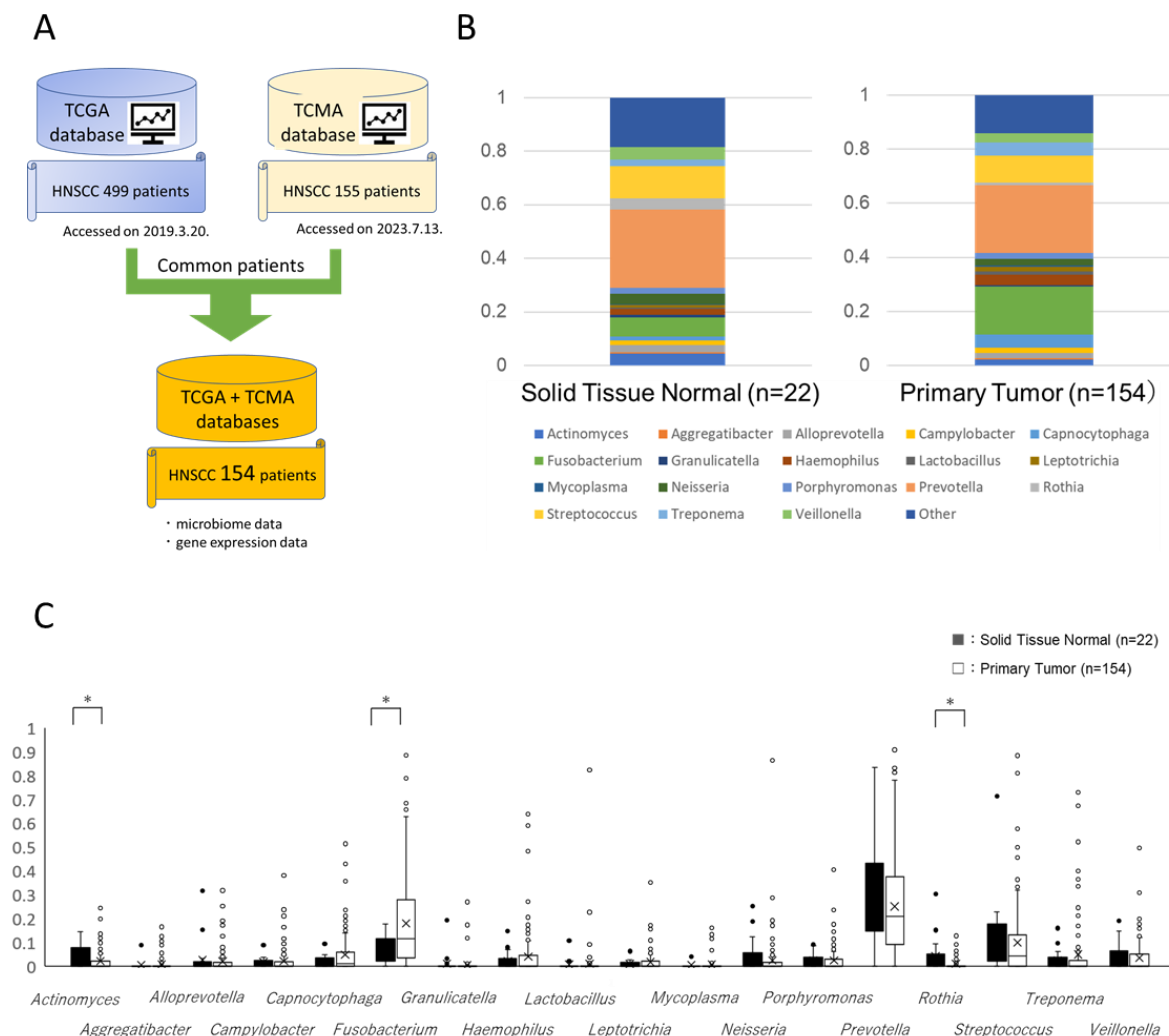 A
TCGA
database
HNSCC 499 patients
Accessed on 2019.3.20.
TCMA
database
HNSCC 155 patients
Accessed on 2023.7.13.
Common patients
TCGA + TCMA
databases
HNSCC 154 patients
・ microbiome data
・ gene expression data
B
1
0.8
0.6
0.4
0.2
0
Solid Tissue Normal (n=22)
1
0.8
0.6
0.4
0.2
0
Primary Tumor (n=154）
Actinomyces Aggregatibacter Alloprevotella Campylobacter Capnocytophaga
Fusobacterium Granulicatella Haemophilus Lactobacillus Leptotrichia
Mycoplasma Neisseria Porphyromonas Prevotella Rothia
Streptococcus Treponema Veillonella Other
C
：Solid Tissue Normal (n=22)
：Primary Tumor (n=154)
* * *
1
0.9
0.8
0.7
0.6
0.5
0.4
0.3
0.2
0.1
0
Actinomyces Alloprevotella Capnocytophaga Granulicatella Lactobacillus Mycoplasma Porphyromonas Rothia Treponema
Aggregatibacter Campylobacter Fusobacterium Haemophilus Leptotrichia Neisseria Prevotella Streptococcus Veillonella